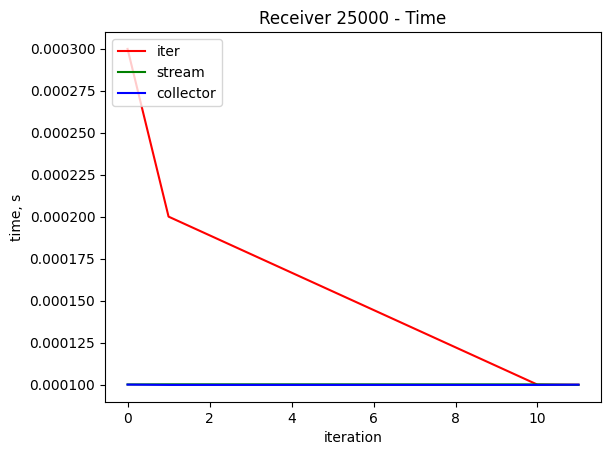 Receiver 25000 - Time
iter
stream
collector
0.000300
0.000275
0.000250
0.000225
0.000200
0.000175
0.000150
0.000125
0.000100
time, s
0 2 4 6 8 10
iteration